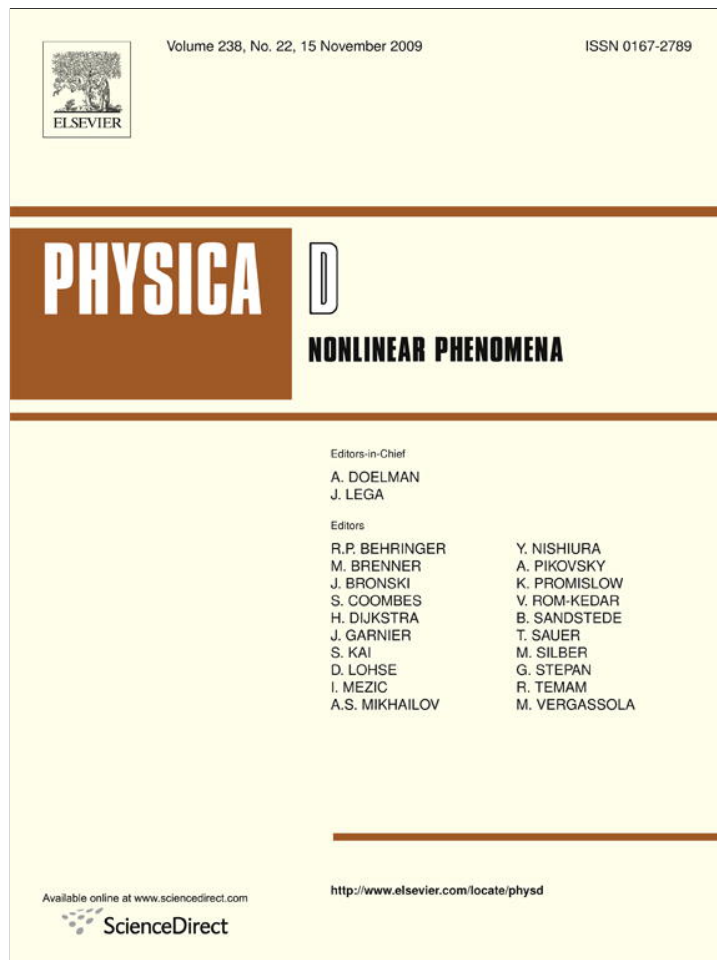 Volume 238, No. 22, 15 November 2009
ISSN 0167-2789
ELSEVIER
PHYSICA D
NONLINEAR PHENOMENA
Editors-in-Chief
A. DOELMAN
J. LEGA
Editors
R.P. BEHRINGER
M. BRENNER
J. BRONSKI
S. COOMBES
H. DIJKSTRA
J. GARNIER
S. KAI
D. LOHSE
I. MEZIC
A.S. MIKHAILOV
Y. NISHIURA
A. PIKOVSKY
K. PROMISLOW
V. ROM-KEDAR
B. SANDSTEDE
T. SAUER
M. SILBER
G. STEPAN
R. TEMAM
M. VERGASSOLA
Available online at www.sciencedirect.com
ScienceDirect
http://www.elsevier.com/locate/physd